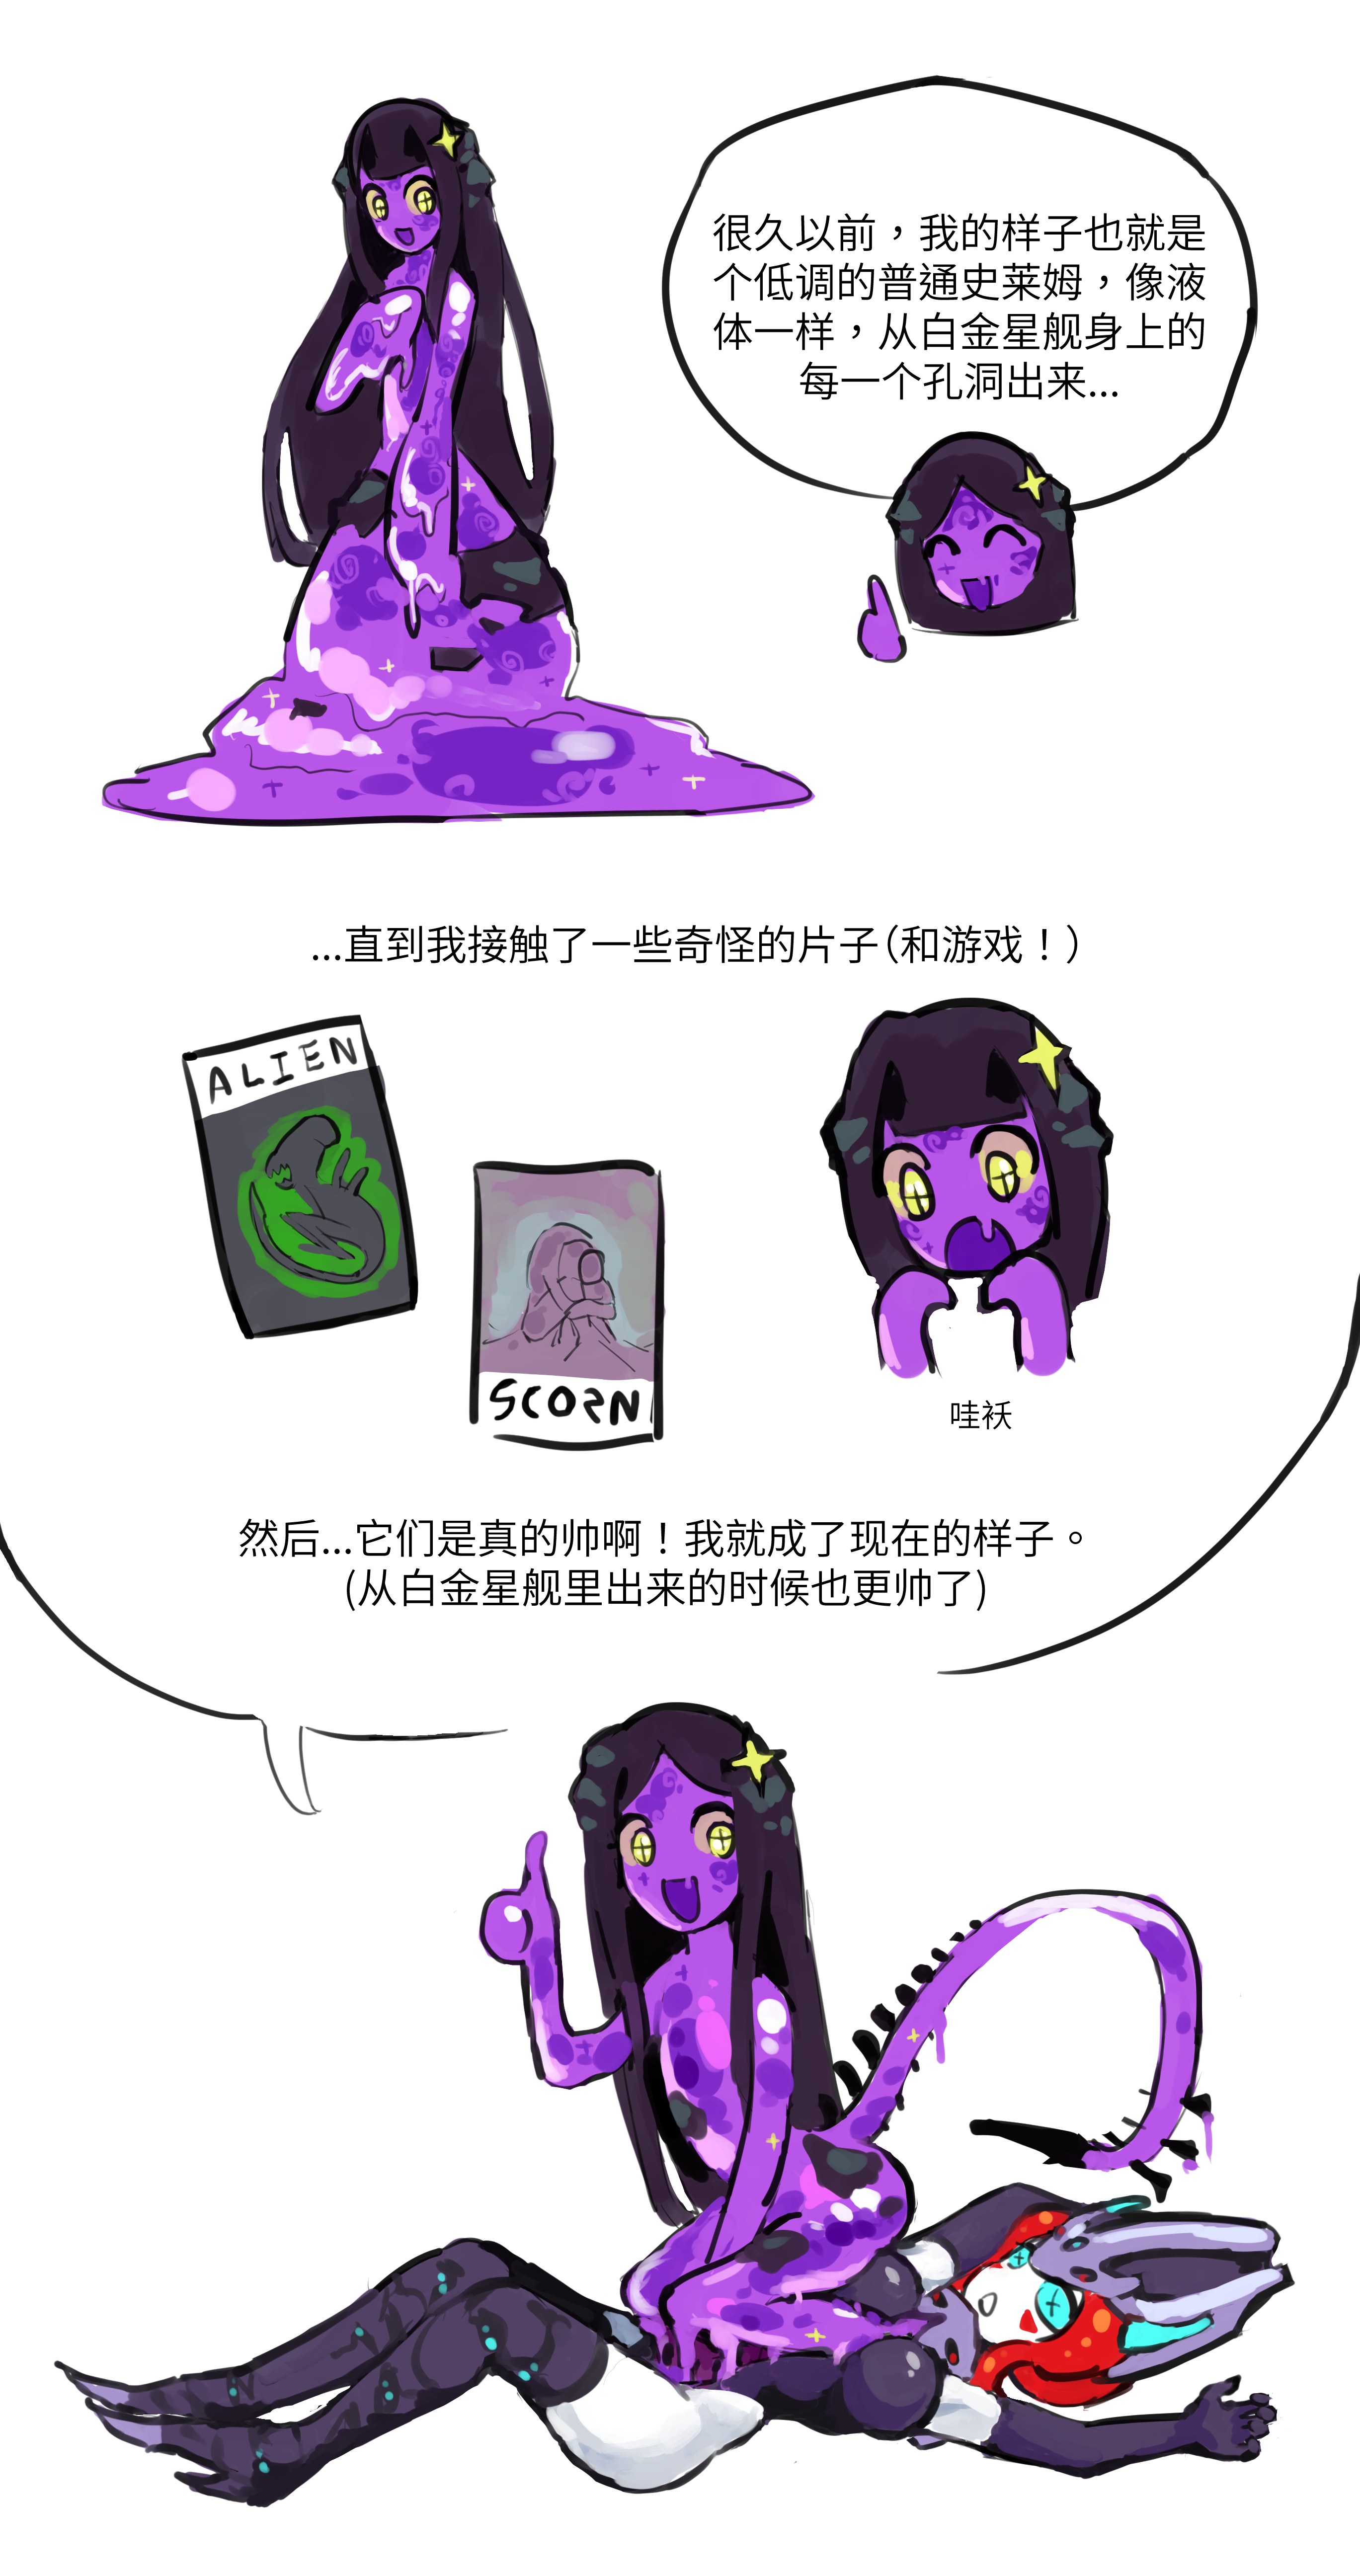 很久以前，我的样子也就是
个低调的普通史莱姆，像液
体一样，从白金星舰身上的
每一个孔洞出来...
...直到我接触了一些奇怪的片子(和游戏！)
ALIEN
SCORN
哇袄
然后...它们是真的帅啊！我就成了现在的样子。
(从白金星舰里出来的时候也更帅了)